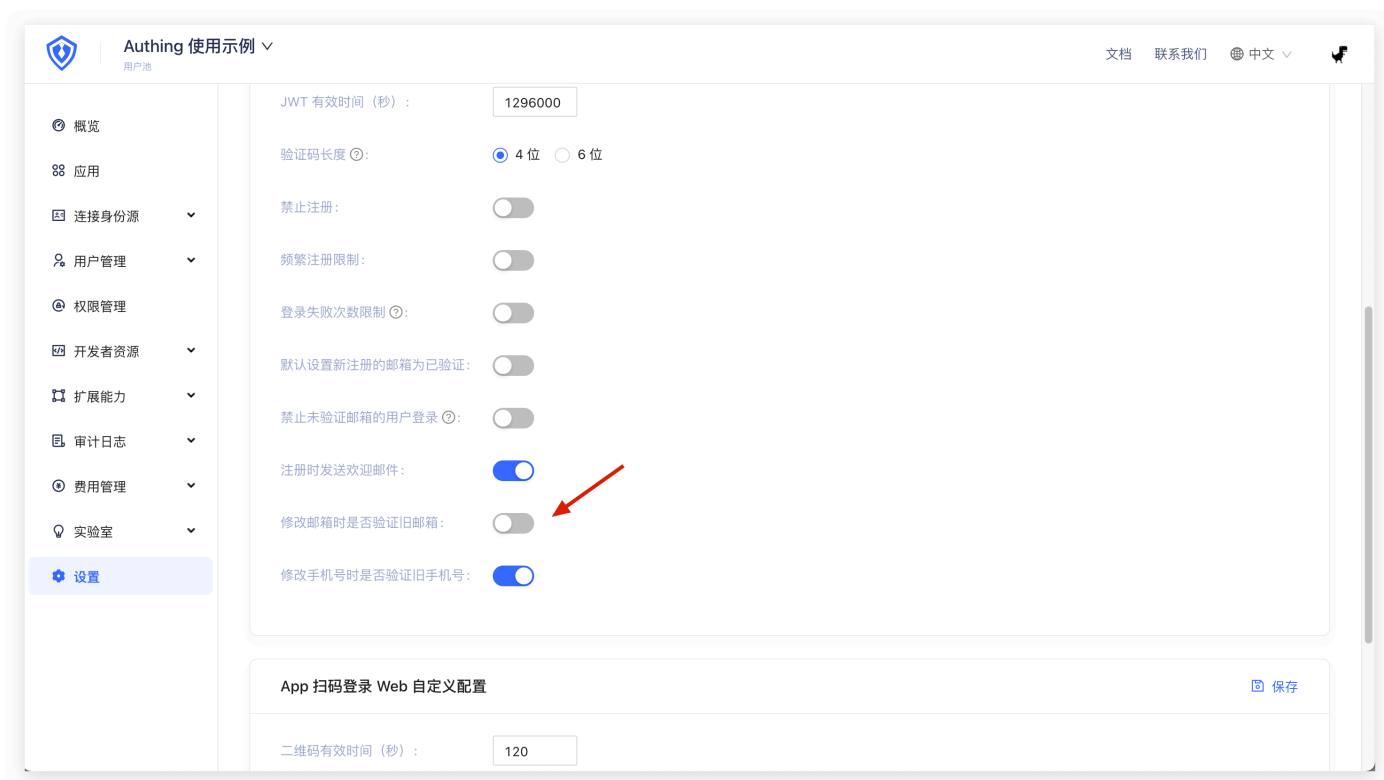 Authing 使用示例
用户池
文档 联系我们 中文
概览
应用
连接身份源
用户管理
权限管理
开发者资源
扩展能力
审计日志
费用管理
实验室
设置
JWT 有效时间（秒）: 1296000
验证码长度 ?: 4 位 6 位
禁止注册:
频繁注册限制:
登录失败次数限制 ?:
默认设置新注册的邮箱为已验证:
禁止未验证邮箱的用户登录 ?:
注册时发送欢迎邮件:
修改邮箱时是否验证旧邮箱:
修改手机号时是否验证旧手机号:
App 扫码登录 Web 自定义配置 保存
二维码有效时间（秒）: 120